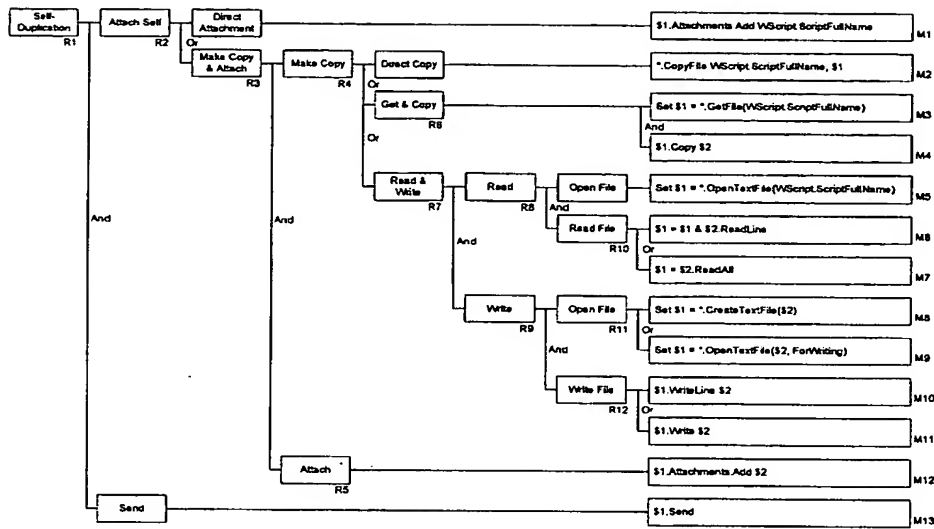 Self-
Duplication
R1
And
Attach Self
R2
Or
Direct
Attachment
$1.Attachments.Add WScript.ScriptFullName
M1
Make Copy
& Attach
R3
And
Make Copy
R4
Or
Direct Copy
*.CopyFile WScript.ScriptFullName, $1
M2
Get & Copy
R6
Or
Set $1 = *.GetFile(WScript.ScriptFullName)
M3
And
$1.Copy $2
M4
Read &
Write
R7
And
Read
R8
And
Open File
Set $1 = *.OpenTextFile(WScript.ScriptFullName)
M5
Read File
R10
$1 = $1 & $2.ReadLine
M6
Or
$1 = $2.ReadAll
M7
Write
R9
And
Open File
R11
Set $1 = *.CreateTextFile($2)
M8
Or
Set $1 = *.OpenTextFile($2, ForWriting)
M9
Write File
R12
$1.WriteLine $2
M10
Or
$1.Write $2
M11
Attach
R5
$1.Attachments.Add $2
M12
Send
$1.Send
M13